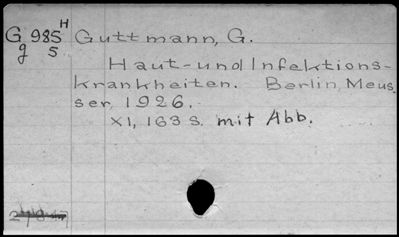 H
G 985 Guttmann, G.
g 5
Haut- und Infektions-
krankheiten. Berlin, Meus
ser, 1926.
XI, 163 S. mit Abb.